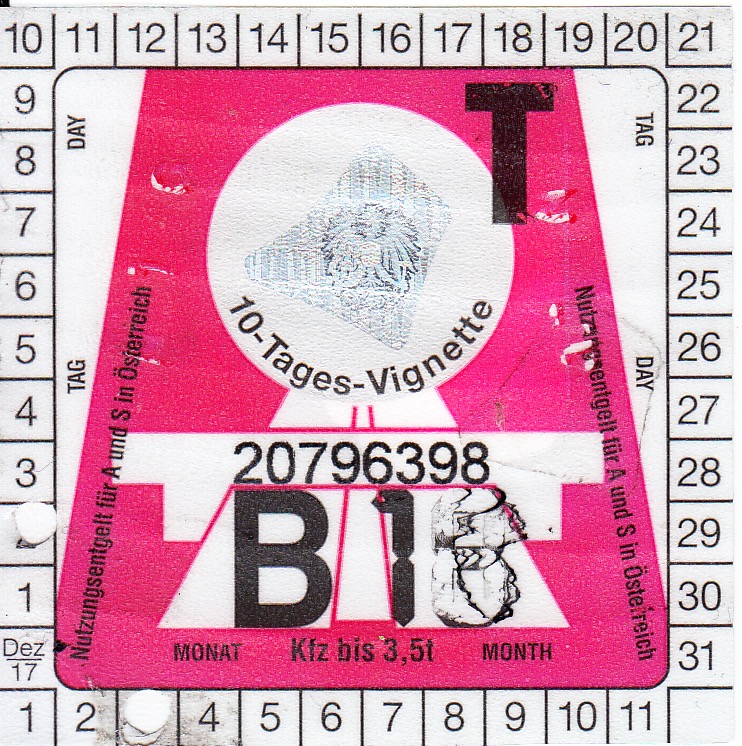 10 11 12 13 14 15 16 17 18 19 20 21
9 22
8 23
7 24
6 25
5 26
4 27
3 28
29
1 30
Dez
17
31
1 2 4 5 6 7 8 9 10 11
DAY
TAG
T
10-Tages-Vignette
TAG
DAY
Nutzungsentgelt für A und S in Österreich
Nutzungsentgelt für A und S in Österreich
20796398
B 18
MONAT Kfz bis 3,5t MONTH